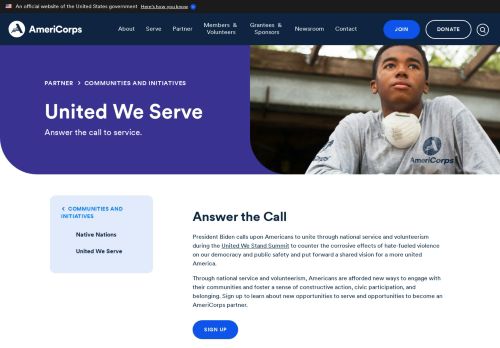 An official website of the United States government Here's how you know
AmeriCorps
About Serve Partner Members & Volunteers Grantees & Sponsors Newsroom Contact
JOIN DONATE
PARTNER > COMMUNITIES AND INITIATIVES
United We Serve
Answer the call to service.
AmeriCorps
< COMMUNITIES AND
INITIATIVES
Native Nations
United We Serve
Answer the Call
President Biden calls upon Americans to unite through national service and volunteerism
during the United We Stand Summit to counter the corrosive effects of hate-fueled violence
on our democracy and public safety and put forward a shared vision for a more united
America.
Through national service and volunteerism, Americans are afforded new ways to engage with
their communities and foster a sense of constructive action, civic participation, and
belonging. Sign up to learn about new opportunities to serve and opportunities to become an
AmeriCorps partner.
SIGN UP